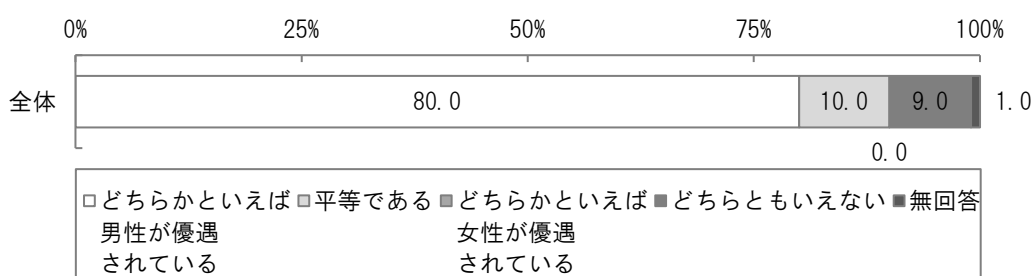 0% 25% 50% 75% 100%
全体 80.0 10.0 9.0 1.0
0.0
どちらかといえば 平等である どちらかといえば どちらともいえない 無回答
男性が優遇 女性が優遇
されている されている